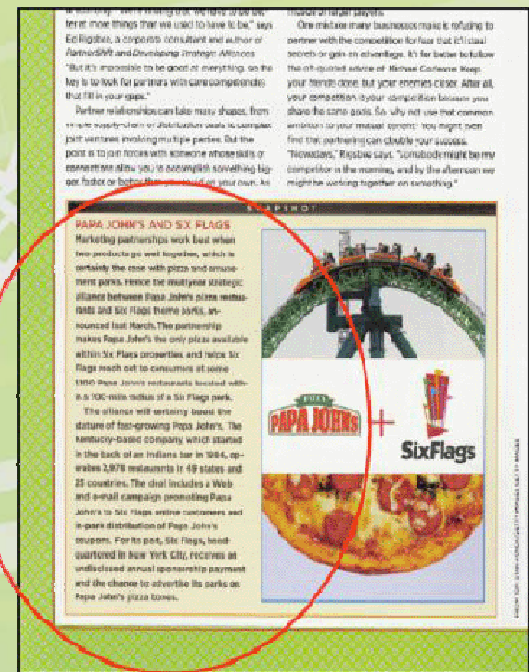 ter at more things than we used to have to be," says
Ed Rigsbee, a corporate consultant and author of
PartnerShift and Developing Strategic Alliances.
"But it's impossible to be good at everything, so the
key is to look for partners with core competencies
that fill in your gaps."
Partner relationships can take many shapes, from
simple supply-chain or distribution deals to complex
joint ventures involving multiple parties. But the
point is to join forces with someone whose skills or
connections allow you to accomplish something big-
ger, faster or better than you could on your own. As
One mistake many businesses make is refusing to
partner with the competition for fear that it'll steal
secrets or gain an advantage. It's far better to follow
the oft-quoted advice of Michael Corleone: Keep
your friends close, but your enemies closer. After all,
your competition is your competition because you
share the same goals. So why not use that common
ambition to your mutual benefit? You might even
find that partnering can double your success.
"Nowadays," Rigsbee says, "somebody might be my
competitor in the morning, and by the afternoon we
might be working together on something."
SNAPSHOT
PAPA JOHN'S AND SIX FLAGS
Marketing partnerships work best when
two products go well together, which is
certainly the case with pizza and amuse-
ment parks. Hence the multiyear strategic
alliance between Papa John's pizza restau-
rants and Six Flags theme parks, an-
nounced last March. The partnership
makes Papa John's the only pizza available
within Six Flags properties and helps Six
Flags reach out to consumers at some
1300 Papa John's restaurants located with-
in a 100-mile radius of a Six Flags park.
The alliance will certainly boost the
stature of fast-growing Papa John's. The
Kentucky-based company, which started
in the back of an Indiana bar in 1984, op-
erates 2,978 restaurants in 49 states and
25 countries. The deal includes a Web
and e-mail campaign promoting Papa
John's to Six Flags online customers and
in-park distribution of Papa John's
coupons. For its part, Six Flags, head-
quartered in New York City, receives an
undisclosed annual sponsorship payment
and the chance to advertise its parks on
Papa John's pizza boxes.
PIZZA
PAPA JOHNS
+
SixFlags